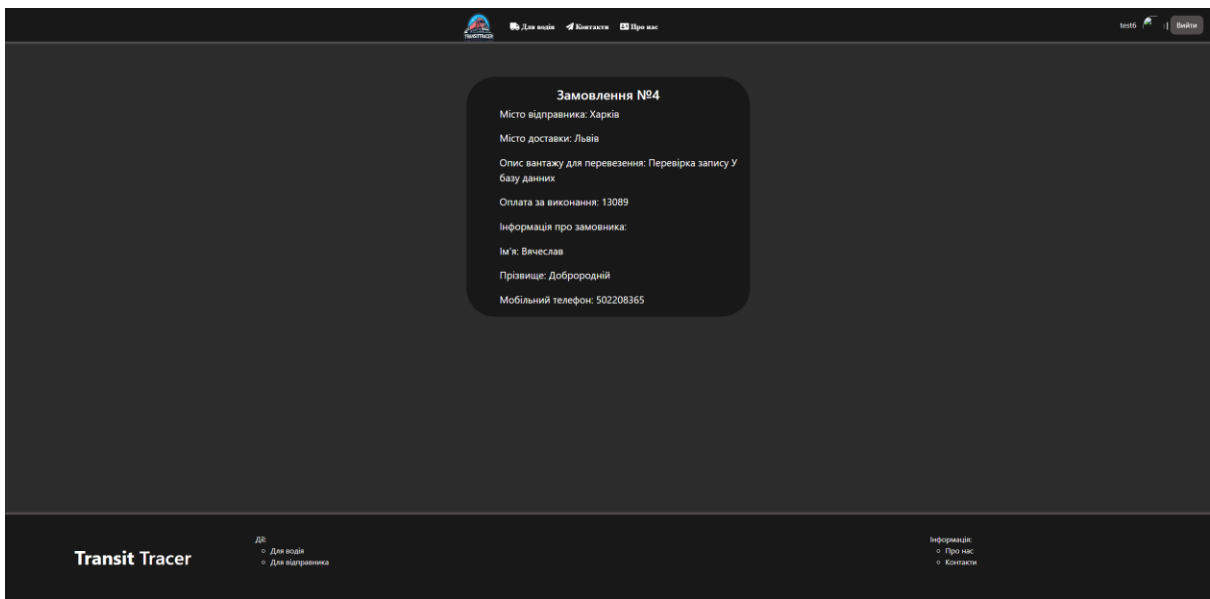 TRANSITTRACER
Для водія Контакти Про нас
test6 | Вийти
Замовлення №4
Місто відправника: Харків
Місто доставки: Львів
Опис вантажу для перевезення: Перевірка запису У
базу данних
Оплата за виконання: 13089
Інформація про замовника:
Ім'я: Вячеслав
Прізвище: Доброродній
Мобільний телефон: 502208365
Transit Tracer
Дії:
Для водія
Для відправника
Інформація:
Про нас
Контакти